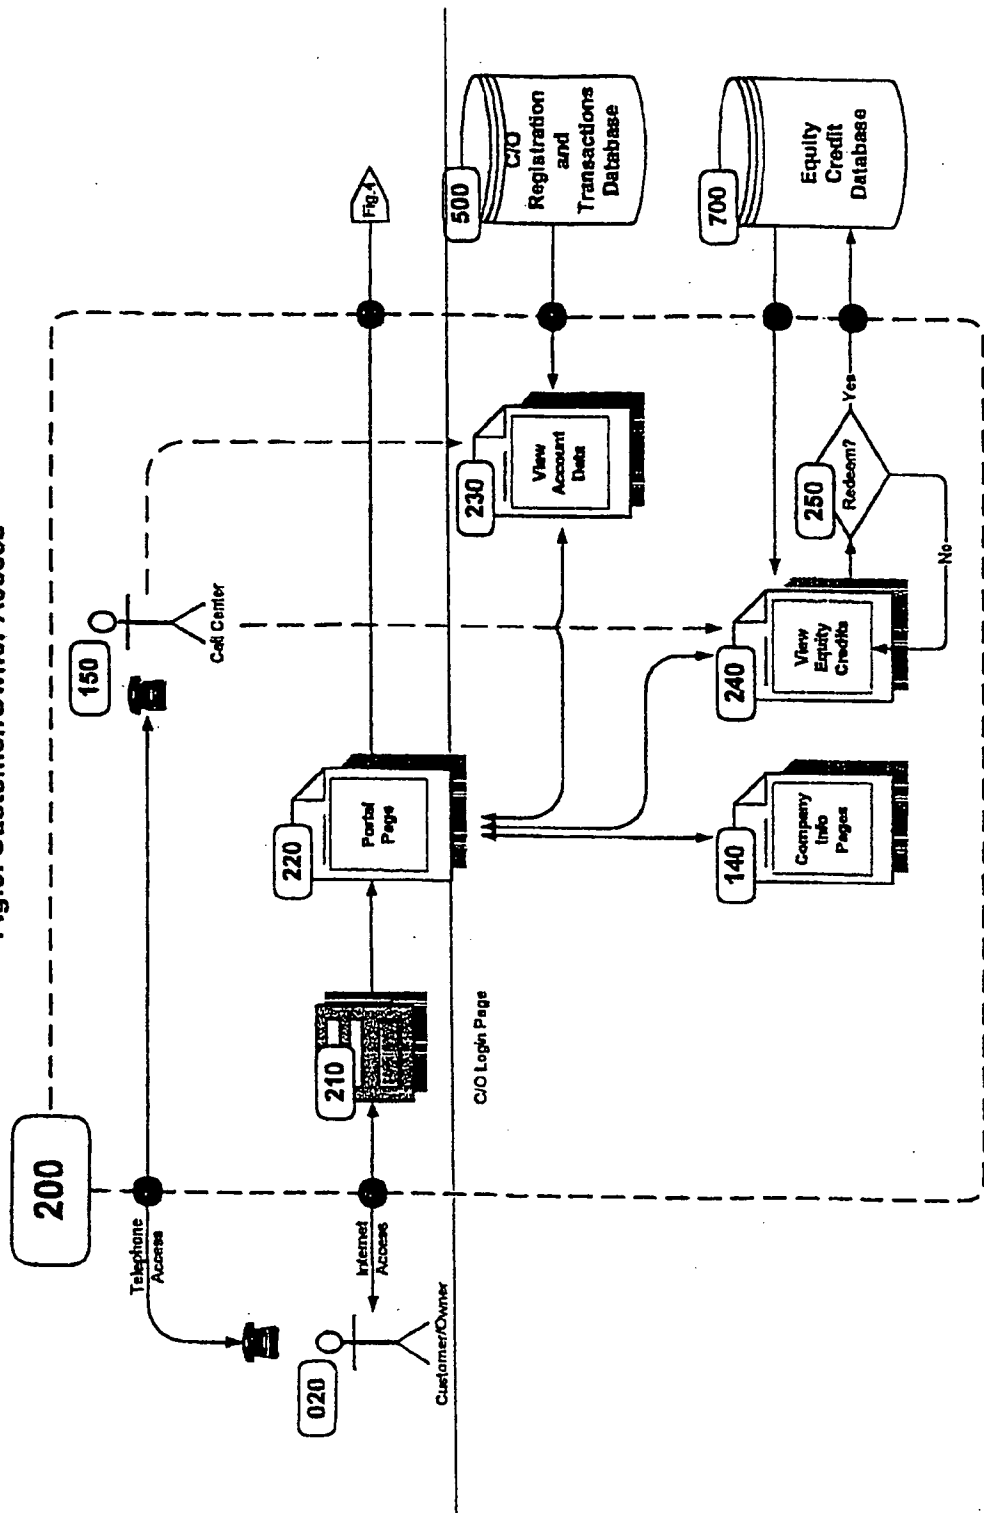 200
Telephone
Access
150
Call Center
020
Customer/Owner
Internet
Access
210
C/O Login Page
220
Portal
Page
Fig.4
230
View
Account
Data
500
C/O
Registration
and
Transactions
Database
140
Company
Info
Pages
240
View
Equity
Credits
250
Redeem?
Yes
No
700
Equity
Credit
Database